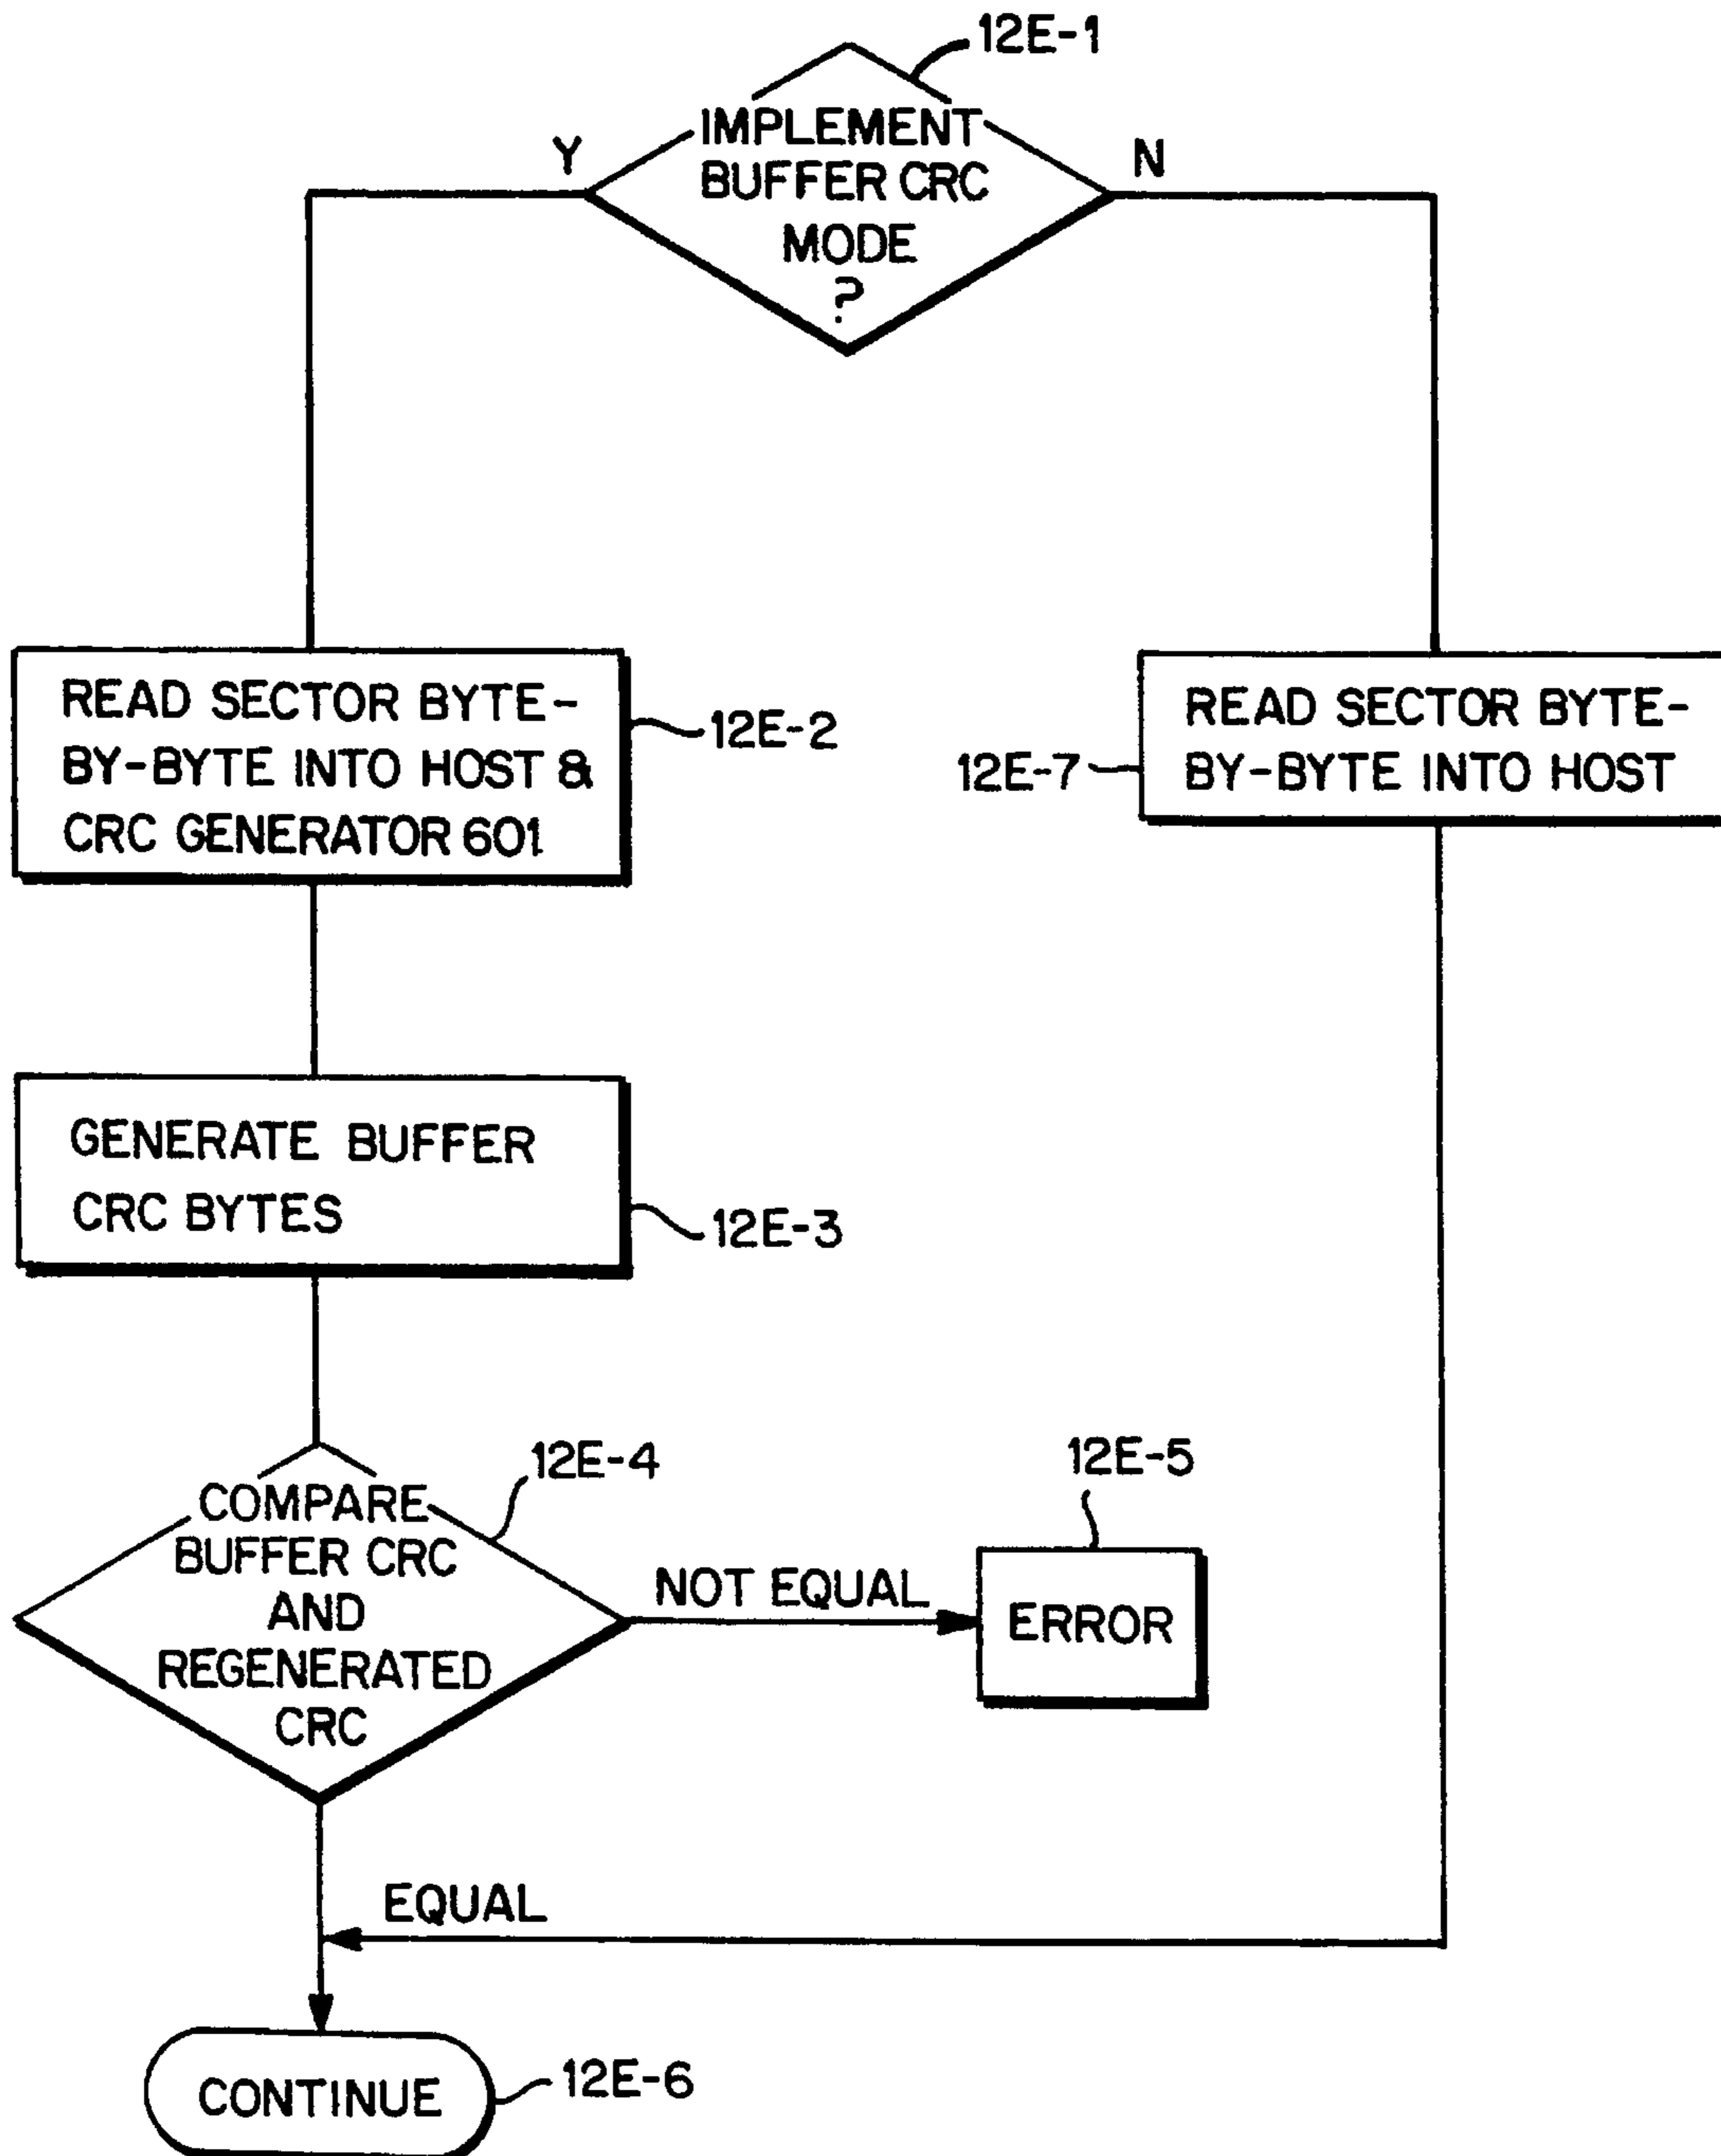 12E-1
IMPLEMENT
BUFFER CRC
MODE
?
Y
N
READ SECTOR BYTE-
BY-BYTE INTO HOST &
CRC GENERATOR 601
12E-2
READ SECTOR BYTE-
BY-BYTE INTO HOST
12E-7
GENERATE BUFFER
CRC BYTES
12E-3
COMPARE
BUFFER CRC
AND
REGENERATED
CRC
12E-4
NOT EQUAL
12E-5
ERROR
EQUAL
CONTINUE
12E-6